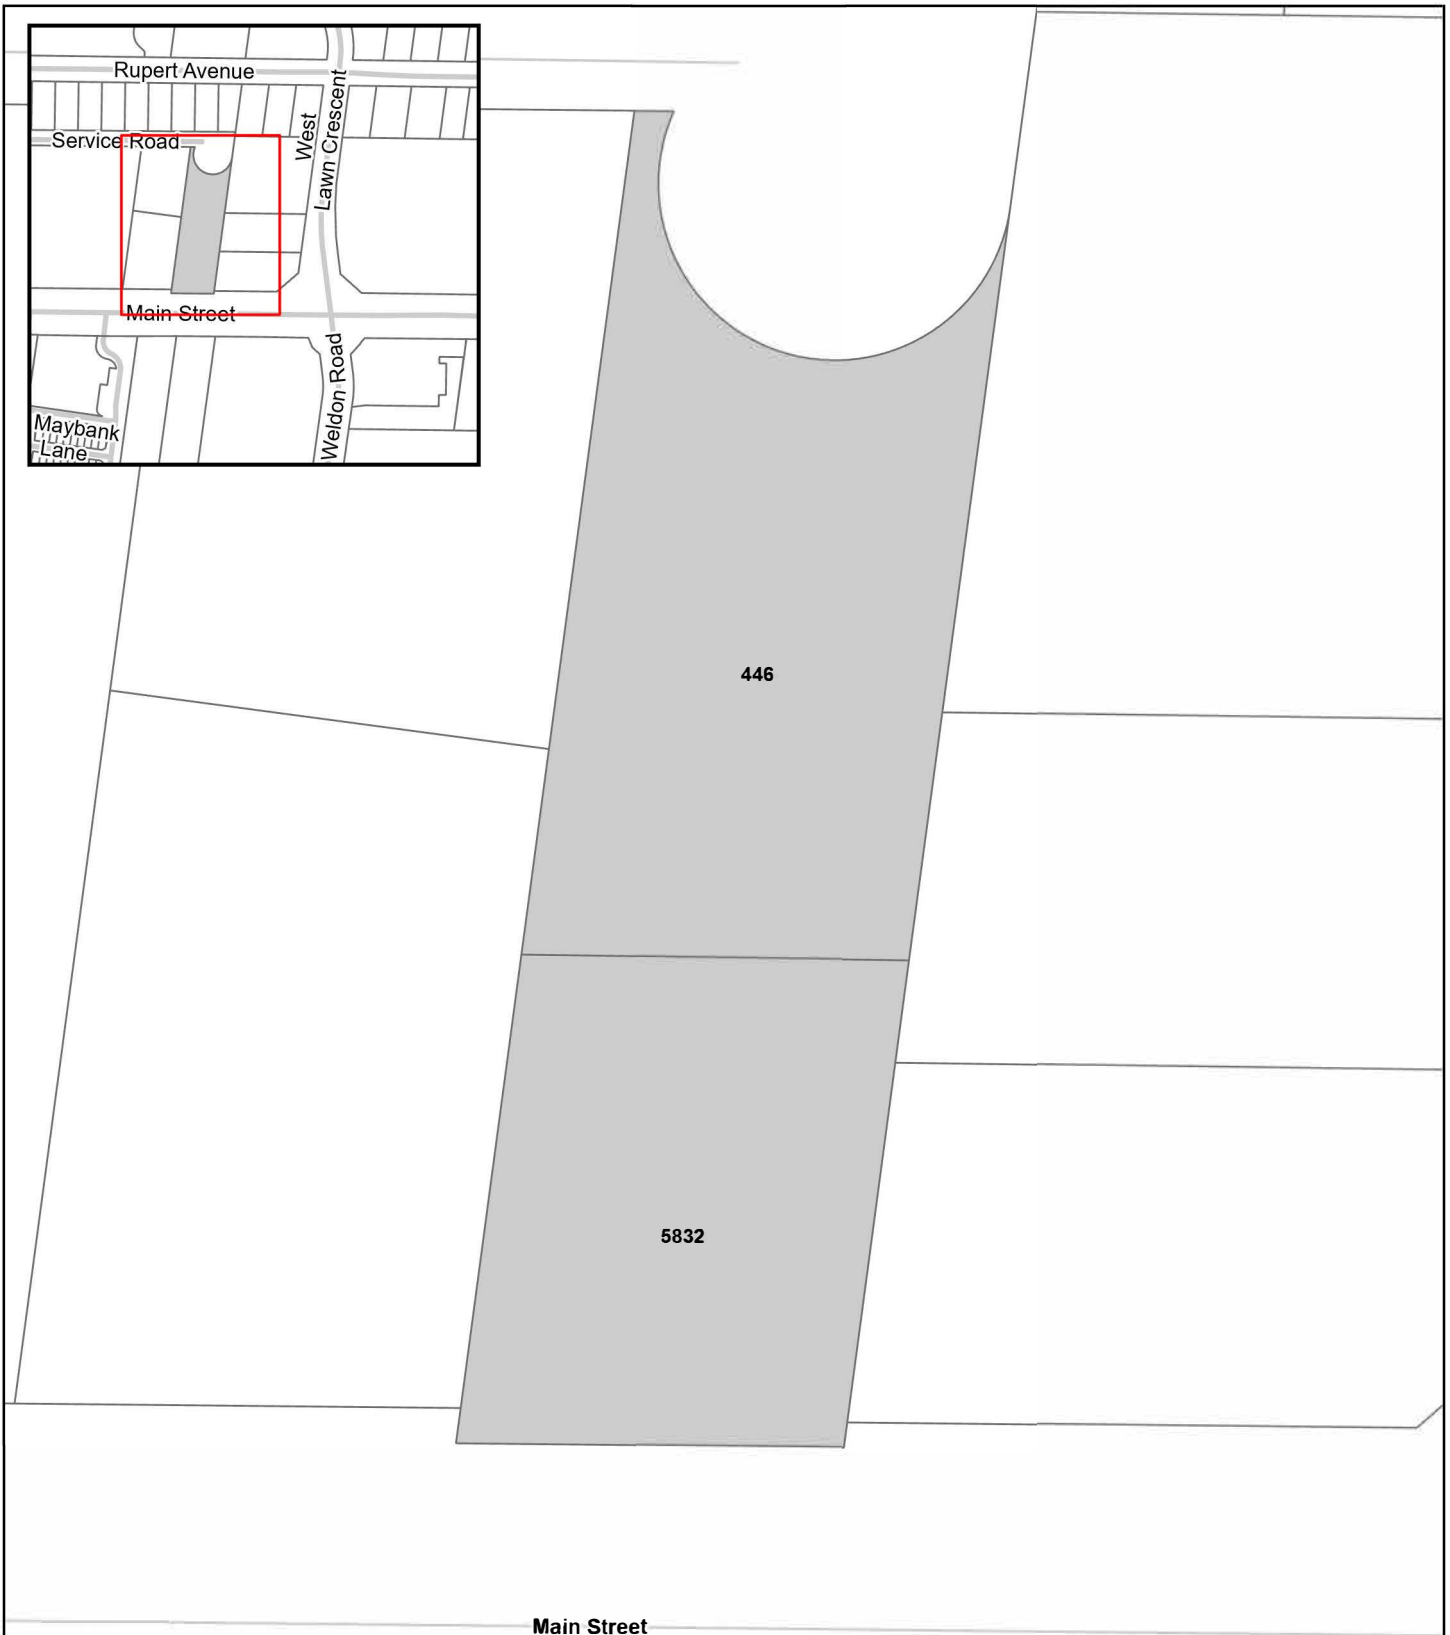 Rupert Avenue
Service Road
West
Lawn Crescent
Main Street
Weldon Road
Maybank
Lane
446
5832
Main Street